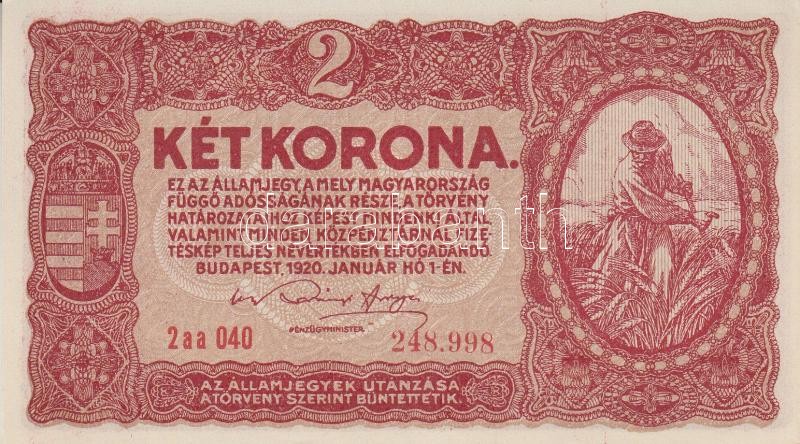 2
KÉT KORONA.
EZ AZ ÁLLAMJEGY, A MELY MAGYARORSZÁG
FÜGGŐ ADÓSSÁGÁNAK RÉSZE, A TÖRVÉNY
HATÁROZATAIHOZ KÉPEST MINDENKI ÁLTAL,
VALAMINT MINDEN KÖZPÉNZTÁRNÁL FIZE-
TÉSKÉP TELJES NÉVÉRTÉKBEN ELFOGADANDÓ.
BUDAPEST, 1920. JANUÁR HÓ 1-ÉN.
PÉNZÜGYMINISTER
2aa 040 248.998
AZ ÁLLAMJEGYEK UTÁNZÁSA
A TÖRVÉNY SZERINT BÜNTETTETIK.